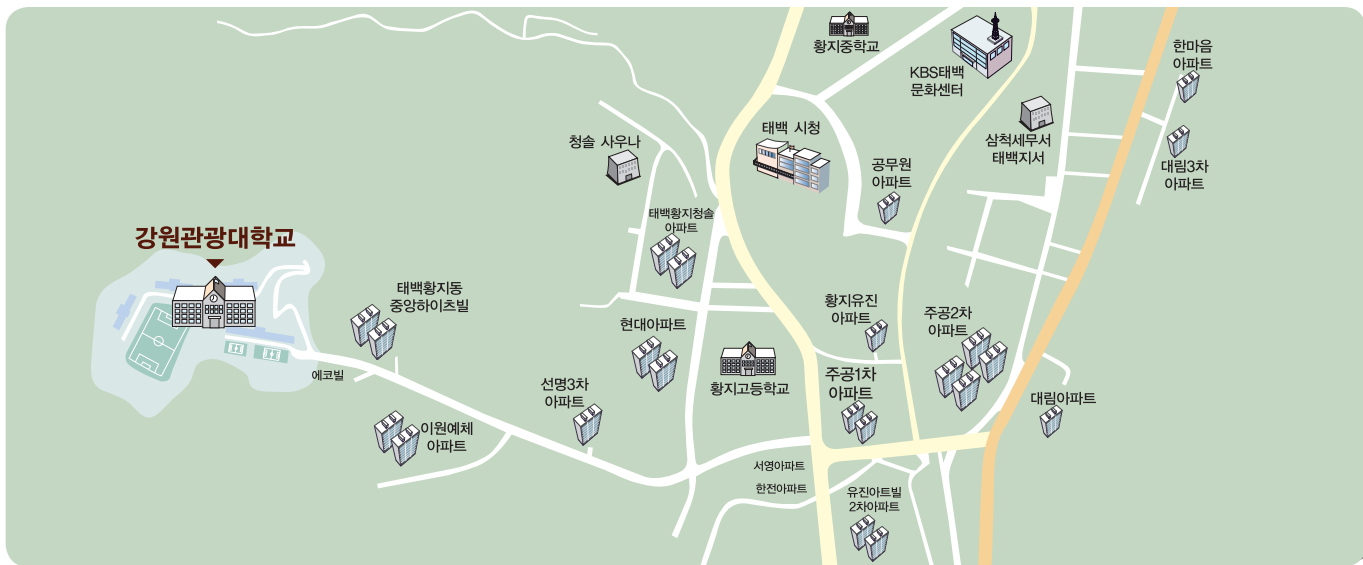 황지중학교
한마음
아파트
KBS태백
문화센터
태백 시청
청솔 사우나
삼척세무서
태백지서
공무원
아파트
대림3차
아파트
태백황지청솔
아파트
강원관광대학교
태백황지동
중앙하이츠빌
황지유진
아파트
주공2차
아파트
현대아파트
에코빌
선명3차
아파트
황지고등학교
주공1차
아파트
대림아파트
이원예체
아파트
서영아파트
한전아파트
유진아트빌
2차아파트